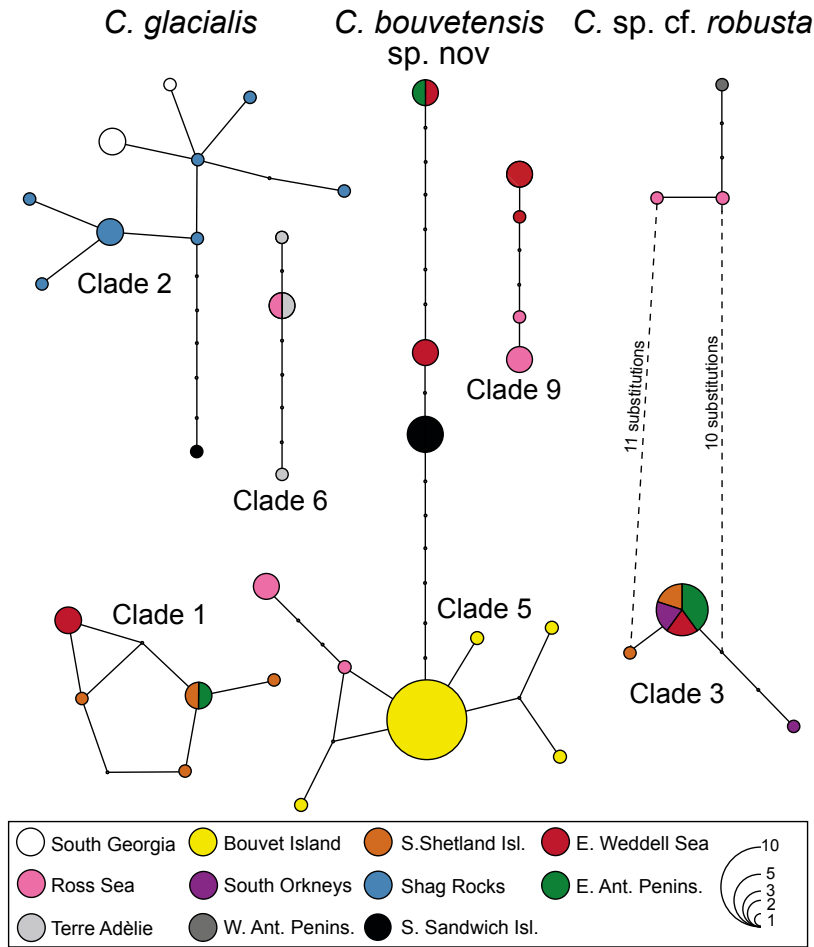 C. glacialis
C. bouvetensis
sp. nov
C. sp. cf. robusta
Clade 2
Clade 6
Clade 9
11 substitutions
10 substitutions
Clade 1
Clade 5
Clade 3
South Georgia
Bouvet Island
S.Shetland Isl.
E. Weddell Sea
Ross Sea
South Orkneys
Shag Rocks
E. Ant. Penins.
Terre Adèlie
W. Ant. Penins.
S. Sandwich Isl.
10
5
3
2
1